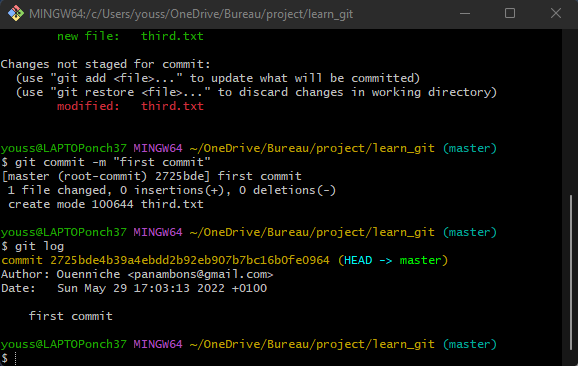 MINGW64:/c/Users/youss/OneDrive/Bureau/project/learn_git
new file:   third.txt
Changes not staged for commit:
(use "git add <file>..." to update what will be committed)
(use "git restore <file>..." to discard changes in working directory)
modified:   third.txt
youss@LAPTOPonch37 MINGW64 ~/OneDrive/Bureau/project/learn_git (master)
$ git commit -m "first commit"
[master (root-commit) 2725bde] first commit
1 file changed, 0 insertions(+), 0 deletions(-)
create mode 100644 third.txt
youss@LAPTOPonch37 MINGW64 ~/OneDrive/Bureau/project/learn_git (master)
$ git log
commit 2725bde4b39a4ebdd2b92eb907b7bc16b0fe0964 (HEAD -> master)
Author: Ouenniche <panambons@gmail.com>
Date:   Sun May 29 17:03:13 2022 +0100
first commit
youss@LAPTOPonch37 MINGW64 ~/OneDrive/Bureau/project/learn_git (master)
$